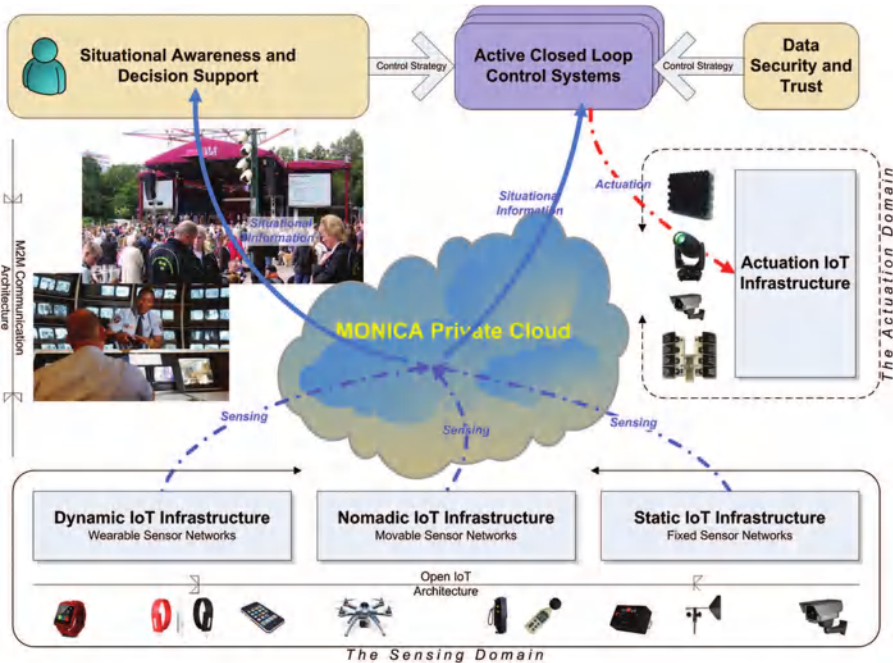 Situational Awareness and
Decision Support
Control Strategy
Active Closed Loop
Control Systems
Control Strategy
Data
Security and
Trust
M2M Communication
Architecture
Situational
Information
Situational
Information
Actuation
Actuation IoT
Infrastructure
The Actuation Domain
MONICA Private Cloud
Sensing
Sensing
Sensing
Dynamic IoT Infrastructure
Wearable Sensor Networks
Nomadic IoT Infrastructure
Movable Sensor Networks
Static IoT Infrastructure
Fixed Sensor Networks
Open IoT
Architecture
The Sensing Domain